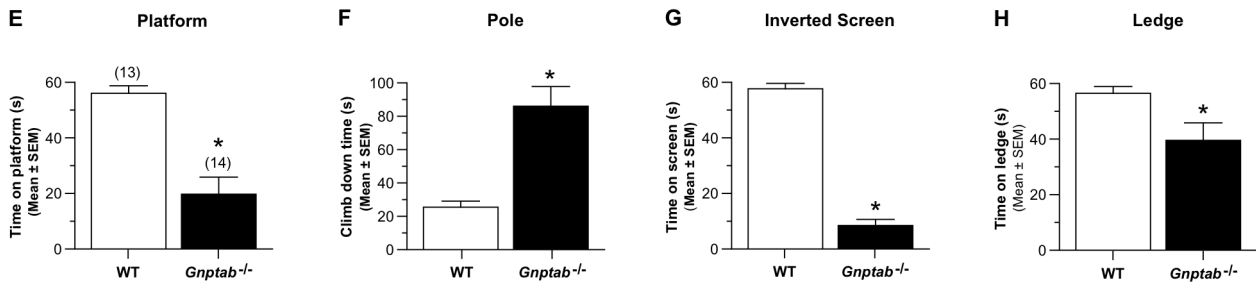 E Platform
Time on platform (s)
(Mean ± SEM)
60
40
20
0
(13)
*
(14)
WT Gnptab-/-
F Pole
Climb down time (s)
(Mean ± SEM)
100
80
60
40
20
0
*
WT Gnptab-/-
G Inverted Screen
Time on screen (s)
(Mean ± SEM)
60
40
20
0
*
WT Gnptab-/-
H Ledge
Time on ledge (s)
(Mean ± SEM)
60
40
20
0
*
WT Gnptab-/-